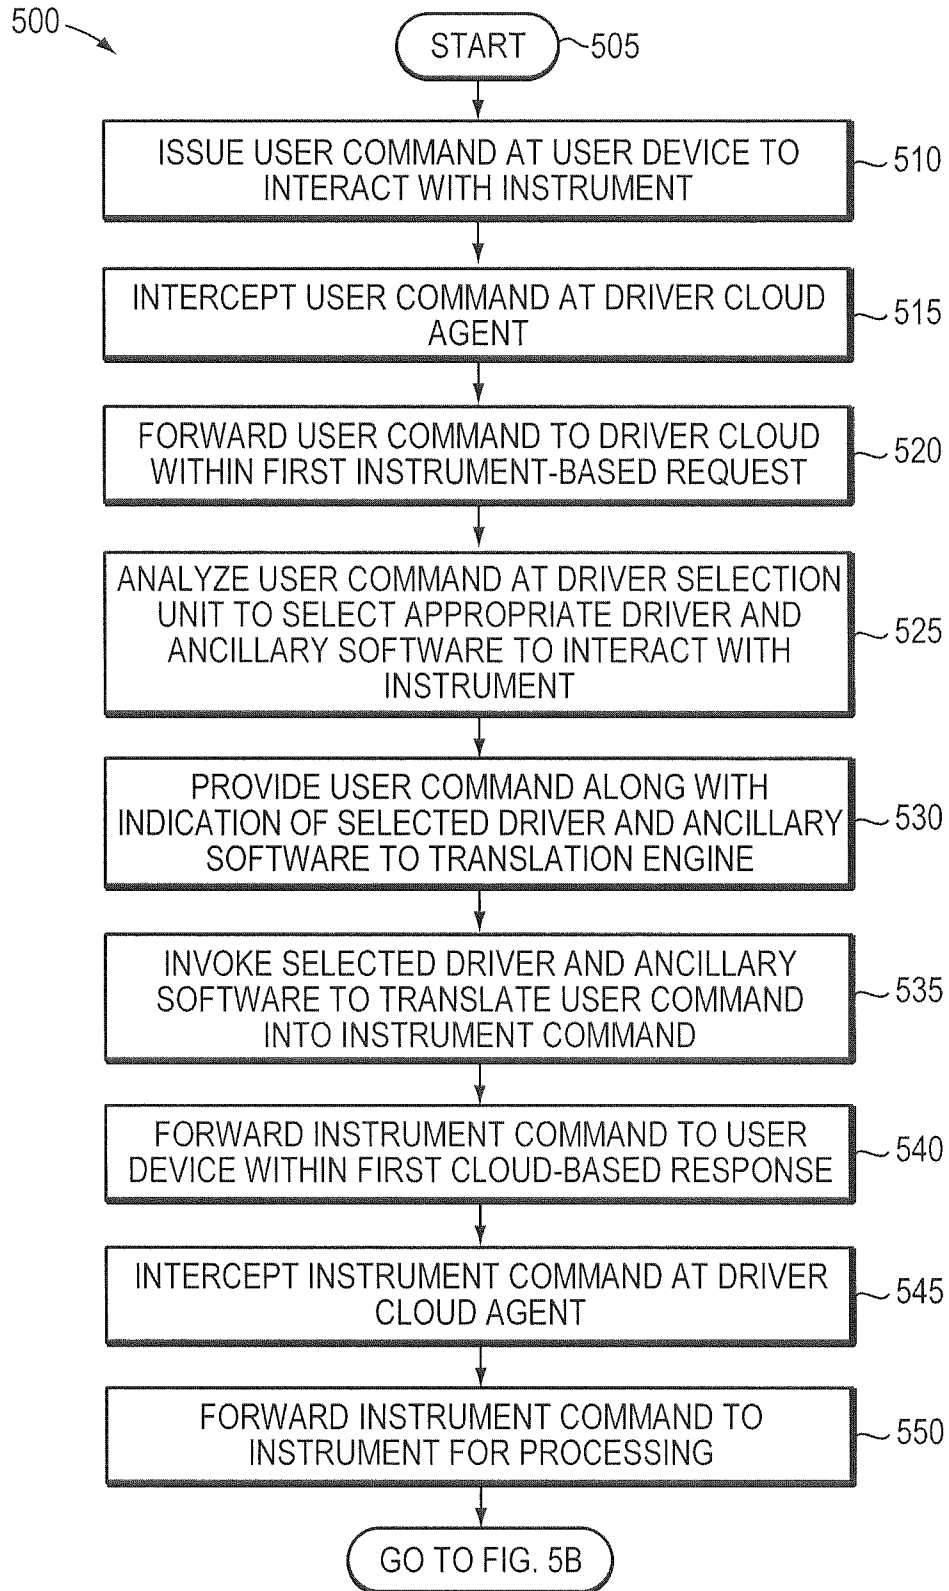 500
START
505
ISSUE USER COMMAND AT USER DEVICE TO
INTERACT WITH INSTRUMENT
510
INTERCEPT USER COMMAND AT DRIVER CLOUD
AGENT
515
FORWARD USER COMMAND TO DRIVER CLOUD
WITHIN FIRST INSTRUMENT-BASED REQUEST
520
ANALYZE USER COMMAND AT DRIVER SELECTION
UNIT TO SELECT APPROPRIATE DRIVER AND
ANCILLARY SOFTWARE TO INTERACT WITH
INSTRUMENT
525
PROVIDE USER COMMAND ALONG WITH
INDICATION OF SELECTED DRIVER AND ANCILLARY
SOFTWARE TO TRANSLATION ENGINE
530
INVOKE SELECTED DRIVER AND ANCILLARY
SOFTWARE TO TRANSLATE USER COMMAND
INTO INSTRUMENT COMMAND
535
FORWARD INSTRUMENT COMMAND TO USER
DEVICE WITHIN FIRST CLOUD-BASED RESPONSE
540
INTERCEPT INSTRUMENT COMMAND AT DRIVER
CLOUD AGENT
545
FORWARD INSTRUMENT COMMAND TO
INSTRUMENT FOR PROCESSING
550
GO TO FIG. 5B